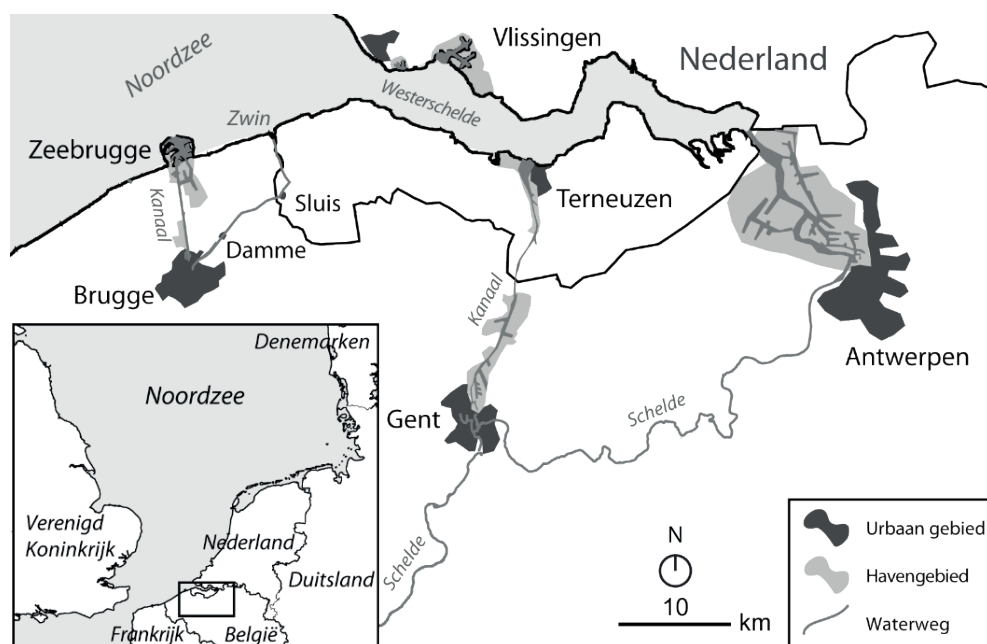 Noordzee
Vlissingen
Nederland
Westerschelde
Zwin
Zeebrugge
Sluis
Terneuzen
Kanaal
Damme
Brugge
Kanaal
Antwerpen
Gent
Schelde
Schelde
Denemarken
Noordzee
Verenigd
Koninkrijk
Nederland
Duitsland
Frankrijk
België
N
10
km
Urbaan gebied
Havengebied
Waterweg